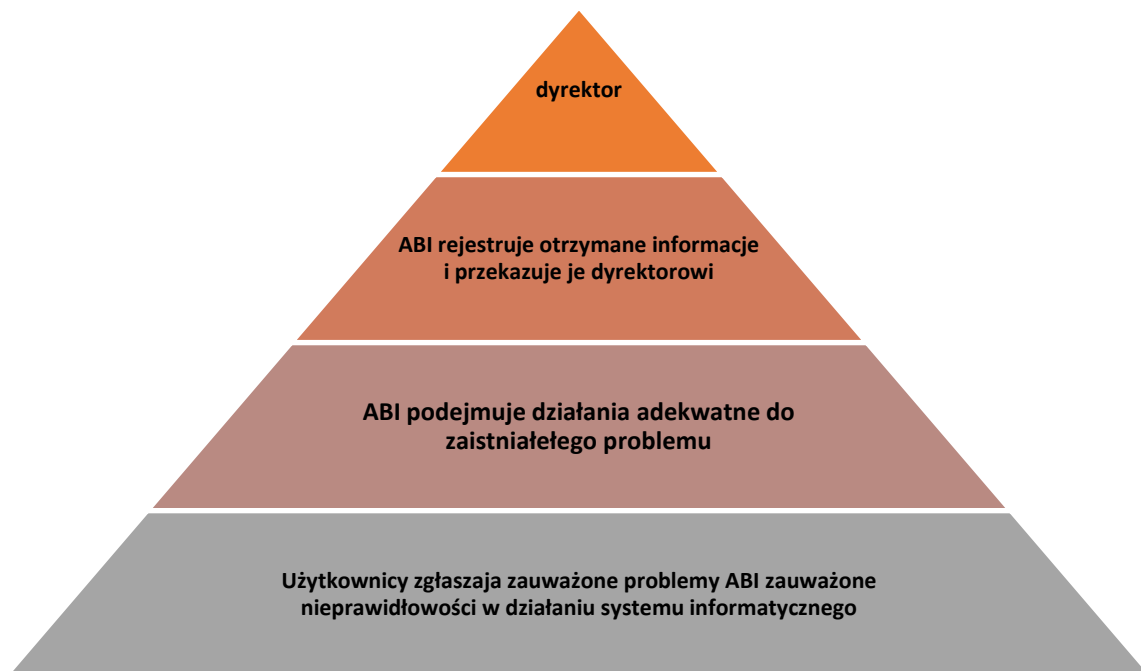 dyrektor
ABI rejestruje otrzymane informacje
i przekazuje je dyrektorowi
ABI podejmuje działania adekwatne do
zaistniałełego problemu
Użytkownicy zgłaszaja zauważone problemy ABI zauważone
nieprawidłowości w działaniu systemu informatycznego